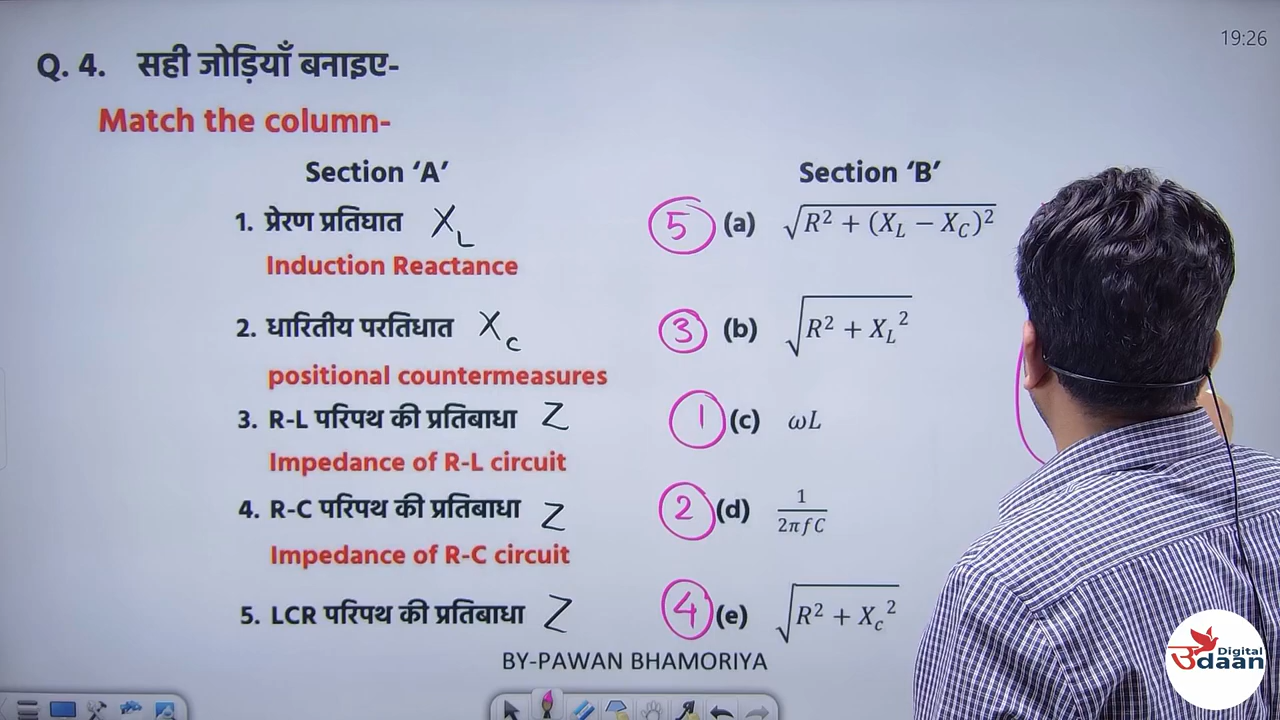 19:26
Q. 4. सही जोड़ियाँ बनाइए-
Match the column-
Section ‘A’ Section ‘B’
1. प्रेरण प्रतिघात X_L 5 (a) √R² + (X_L − X_C)²
Induction Reactance
2. धारितीय परतिधात X_c 3 (b) √R² + X_L²
positional countermeasures
3. R-L परिपथ की प्रतिबाधा Z 1 (c) ωL
Impedance of R-L circuit
4. R-C परिपथ की प्रतिबाधा Z 2 (d) 1/2πfC
Impedance of R-C circuit
5. LCR परिपथ की प्रतिबाधा Z 4 (e) √R² + X_c²
BY-PAWAN BHAMORIYA
Digital
उdaan